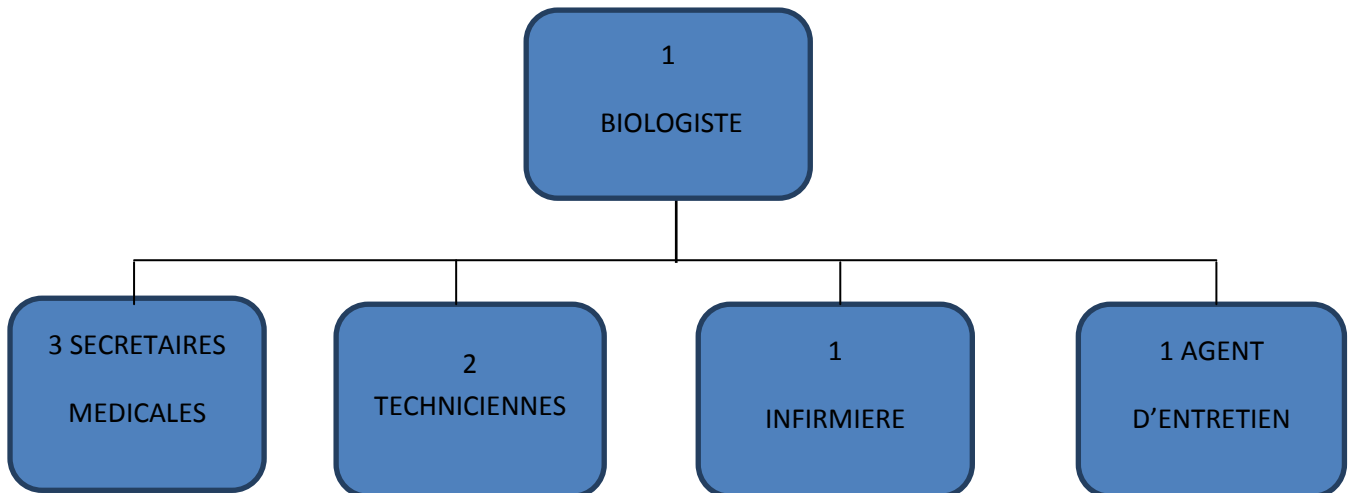 1
BIOLOGISTE
3 SECRETAIRES
MEDICALES
2
TECHNICIENNES
1
INFIRMIERE
1 AGENT
D’ENTRETIEN